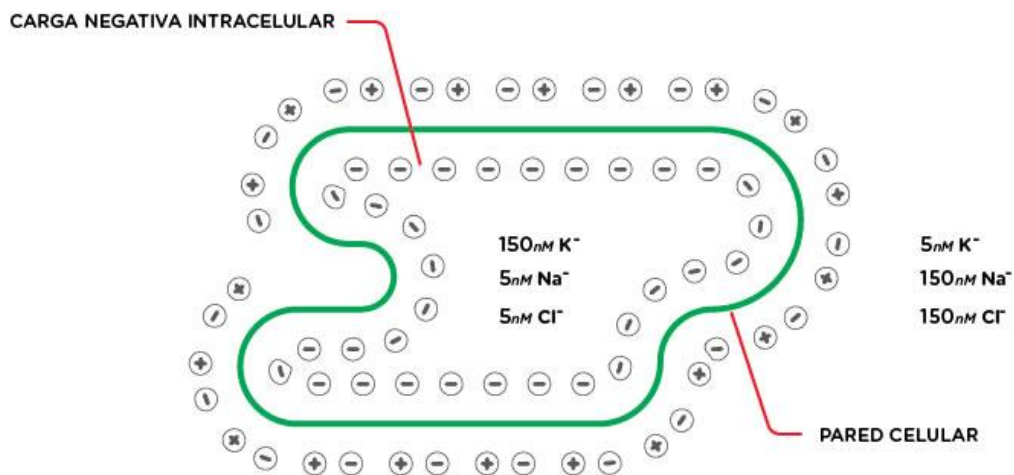 CARGA NEGATIVA INTRACELULAR
150nM K⁻
5nM Na⁻
5nM Cl⁻
5nM K⁻
150nM Na⁻
150nM Cl⁻
PARED CELULAR